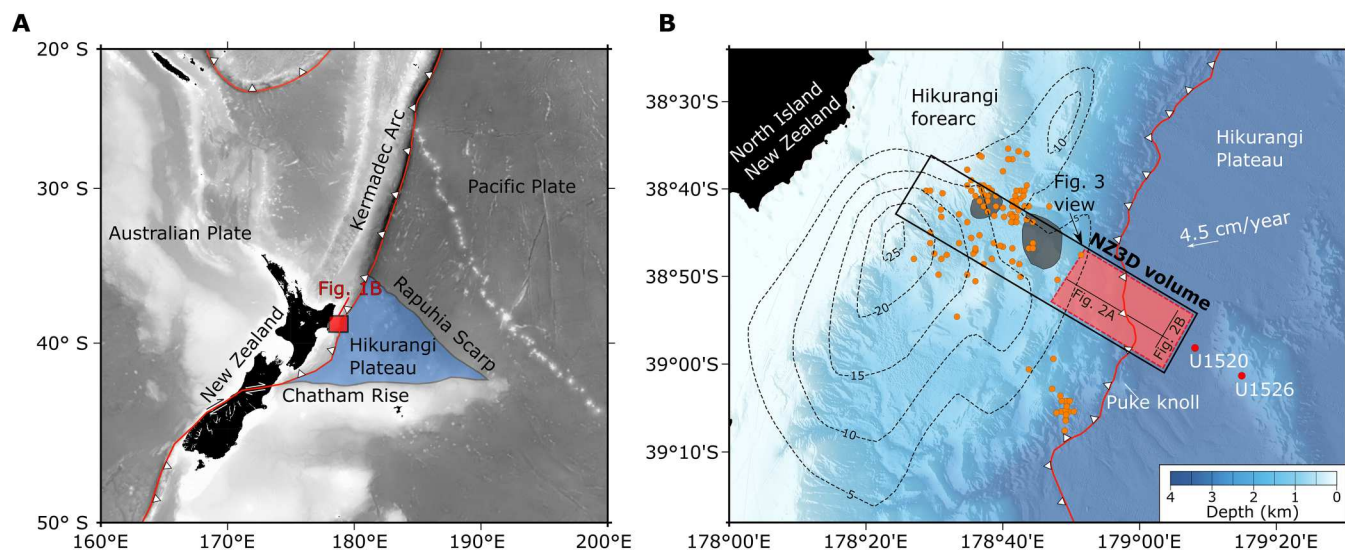 A
20° S
30° S
40° S
50° S
160°E
170°E
180°E
190°E
200°E
Kermadec Arc
Pacific Plate
Australian Plate
Fig. 1B
Rapuhia Scarp
New Zealand
Hikurangi
Plateau
Chatham Rise
B
38°30'S
38°40'S
38°50'S
39°00'S
39°10'S
178°00'E
178°20'E
178°40'E
179°00'E
179°20'E
North Island
New Zealand
Hikurangi
forearc
Hikurangi
Plateau
-10
Fig. 3
view
5
4.5 cm/year
NZ3D volume
-25
-20
-15
-10
-5
Fig. 2A
Fig. 2B
U1520
U1526
Puke knoll
4
3
2
1
0
Depth (km)